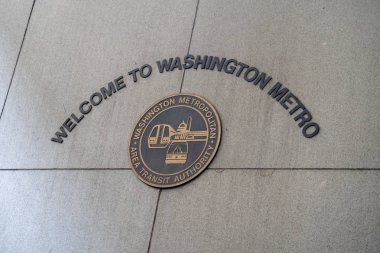 WELCOME TO WASHINGTON METRO
WASHINGTON METROPOLITAN
AREA TRANSIT AUTHORITY